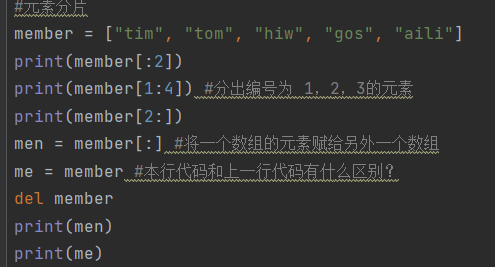 #元素分片
member = ["tim", "tom", "hiw", "gos", "aili"]
print(member[:2])
print(member[1:4]) #分出编号为 1，2，3的元素
print(member[2:])
men = member[:] #将一个数组的元素赋给另外一个数组
me = member #本行代码和上一行代码有什么区别？
del member
print(men)
print(me)